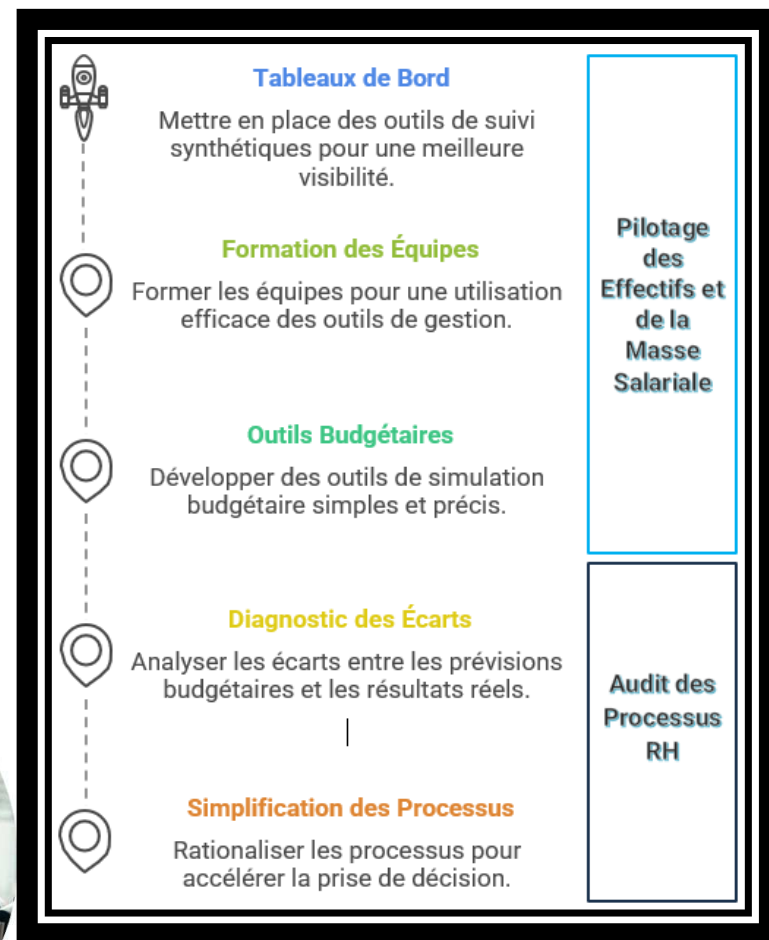 Tableaux de Bord
Mettre en place des outils de suivi
synthétiques pour une meilleure
visibilité.
Formation des Équipes
Former les équipes pour une utilisation
efficace des outils de gestion.
Outils Budgétaires
Développer des outils de simulation
budgétaire simples et précis.
Pilotage
des
Effectifs et
de la
Masse
Salariale
Diagnostic des Écarts
Analyser les écarts entre les prévisions
budgétaires et les résultats réels.
Simplification des Processus
Rationaliser les processus pour
accélérer la prise de décision.
Audit des
Processus
RH